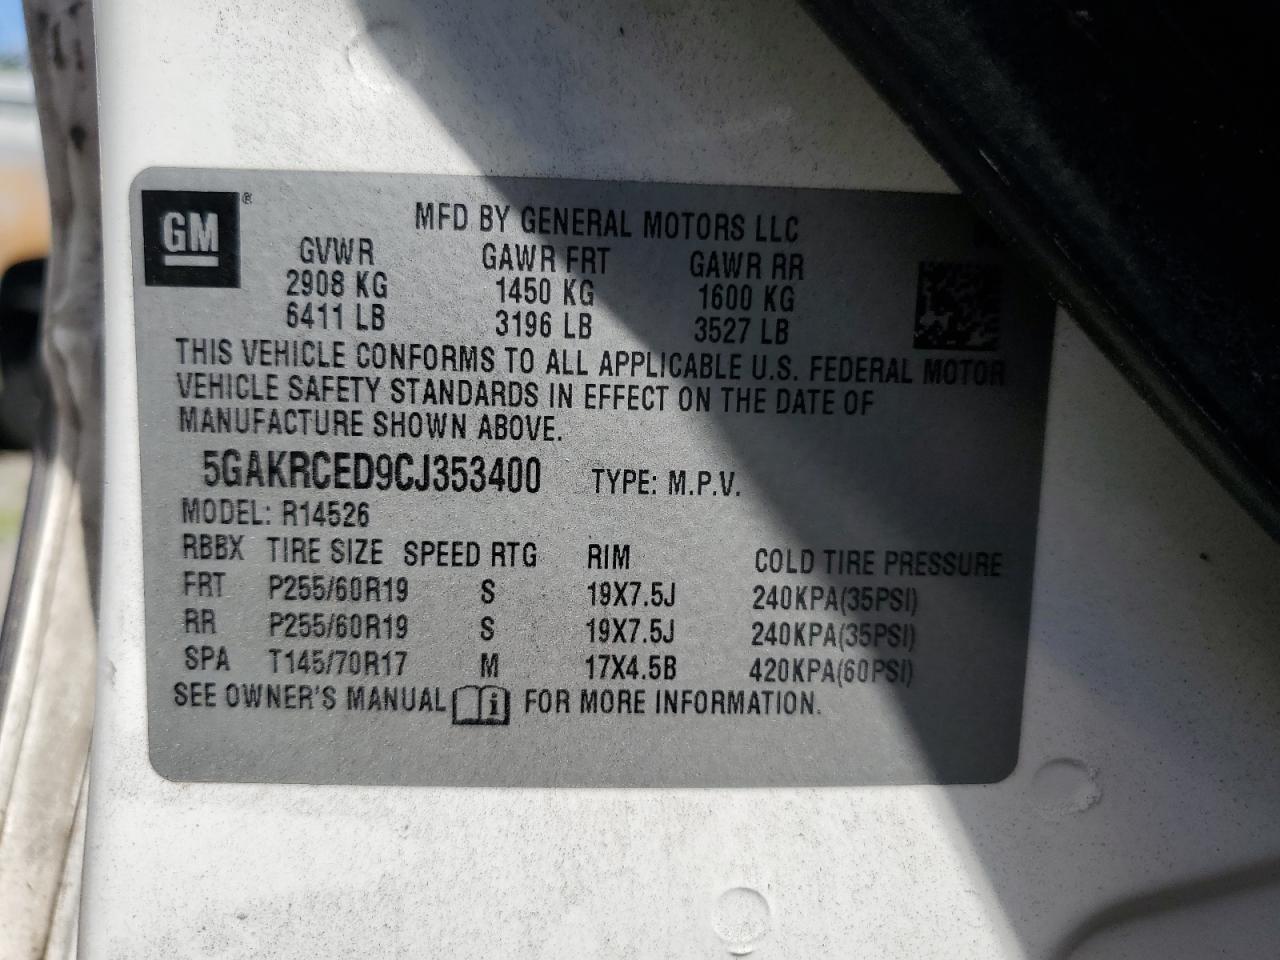 GM®
MFD BY GENERAL MOTORS LLC
GVWR GAWR FRT GAWR RR
2908 KG 1450 KG 1600 KG
6411 LB 3196 LB 3527 LB
THIS VEHICLE CONFORMS TO ALL APPLICABLE U.S. FEDERAL MOTOR
VEHICLE SAFETY STANDARDS IN EFFECT ON THE DATE OF
MANUFACTURE SHOWN ABOVE.
5GAKRCED9CJ353400 TYPE: M.P.V.
MODEL: R14526
RBBX TIRE SIZE SPEED RTG RIM COLD TIRE PRESSURE
FRT P255/60R19 S 19X7.5J 240KPA(35PSI)
RR P255/60R19 S 19X7.5J 240KPA(35PSI)
SPA T145/70R17 M 17X4.5B 420KPA(60PSI)
SEE OWNER'S MANUAL i FOR MORE INFORMATION.